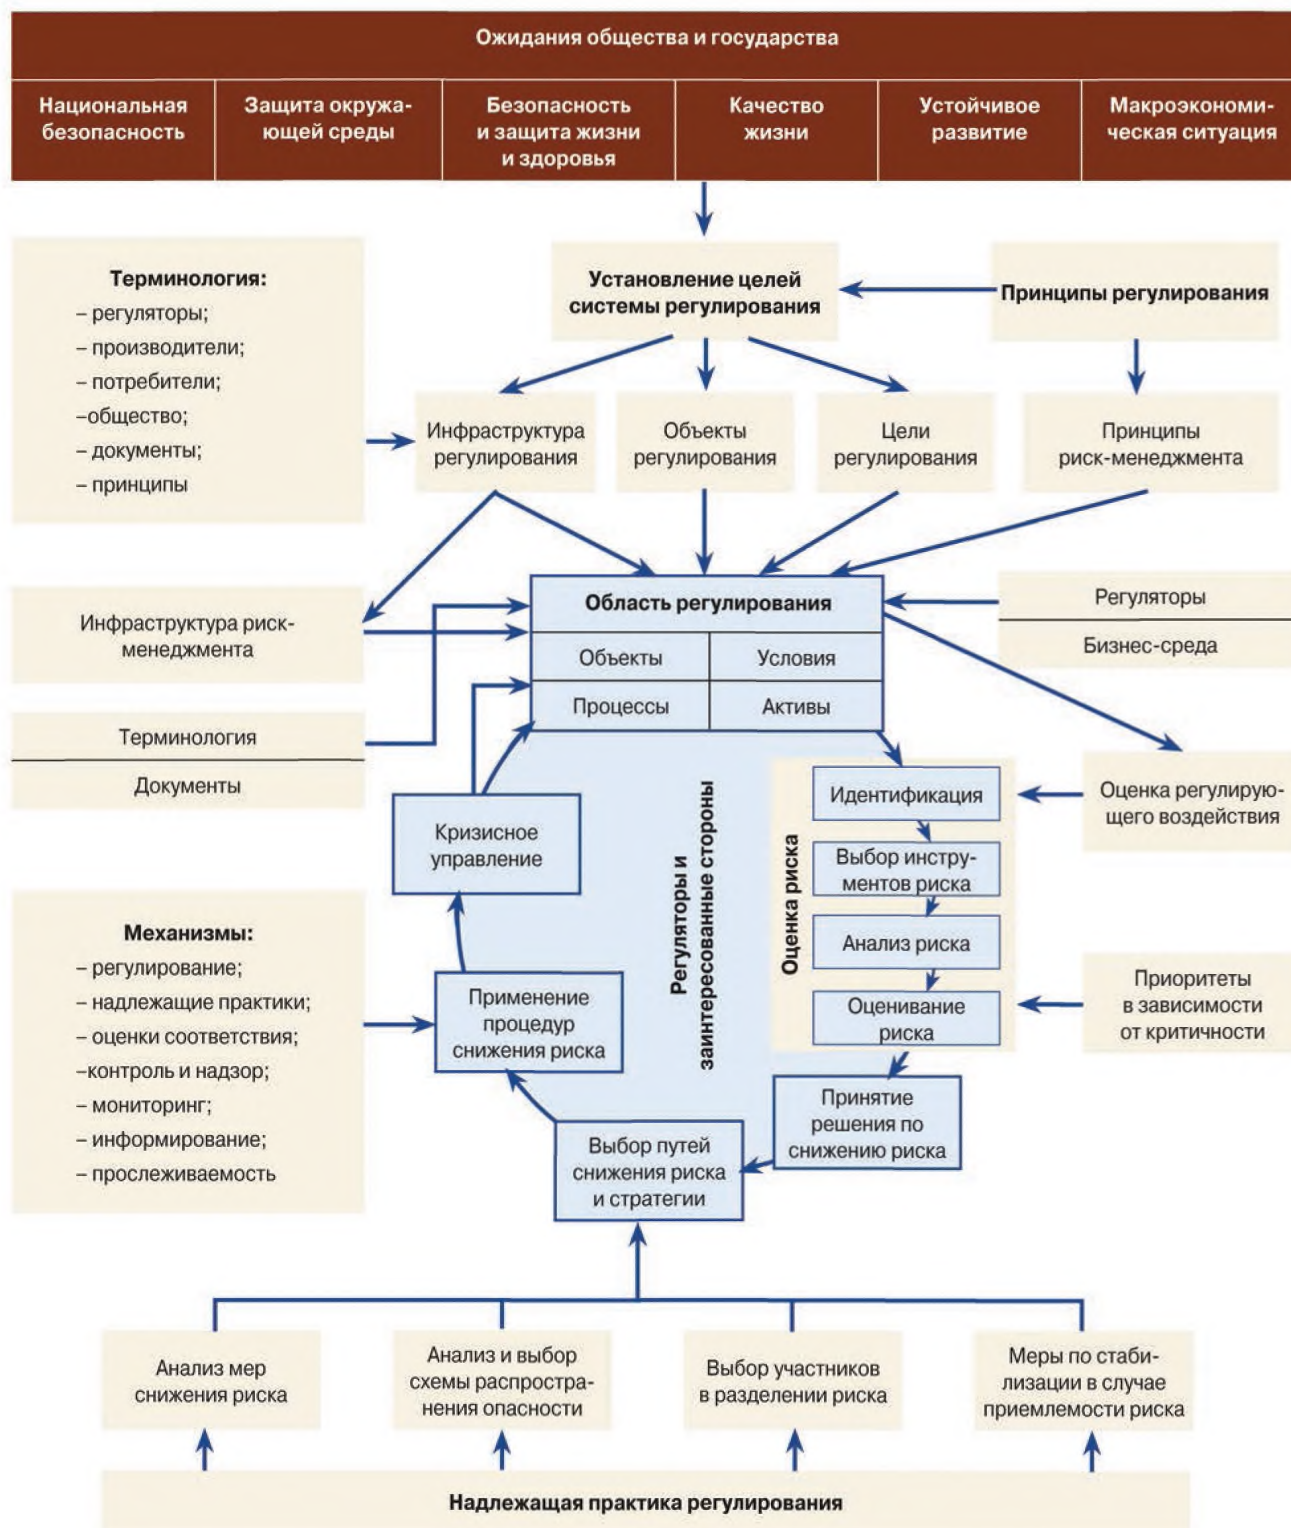 Ожидания общества и государства
Национальная
безопасность
Защита окружа-
ющей среды
Безопасность
и защита жизни
и здоровья
Качество
жизни
Устойчивое
развитие
Макроэкономи-
ческая ситуация
Терминология:
– регуляторы;
– производители;
– потребители;
–общество;
– документы;
– принципы
Установление целей
системы регулирования
Принципы регулирования
Инфраструктура
регулирования
Объекты
регулирования
Цели
регулирования
Принципы
риск-менеджмента
Инфраструктура риск-
менеджмента
Терминология
Документы
Область регулирования
Объекты
Условия
Процессы
Активы
Регуляторы
Бизнес-среда
Кризисное
управление
Регуляторы и
заинтересованные стороны
Оценка риска
Идентификация
Выбор инстру-
ментов риска
Анализ риска
Оценивание
риска
Оценка регулирую-
щего воздействия
Механизмы:
– регулирование;
– надлежащие практики;
– оценки соответствия;
–контроль и надзор;
– мониторинг;
– информирование;
– прослеживаемость
Применение
процедур
снижения риска
Приоритеты
в зависимости
от критичности
Принятие
решения по
снижению риска
Выбор путей
снижения риска
и стратегии
Анализ мер
снижения риска
Анализ и выбор
схемы распростра-
нения опасности
Выбор участников
в разделении риска
Меры по стаби-
лизации в случае
приемлемости риска
Надлежащая практика регулирования